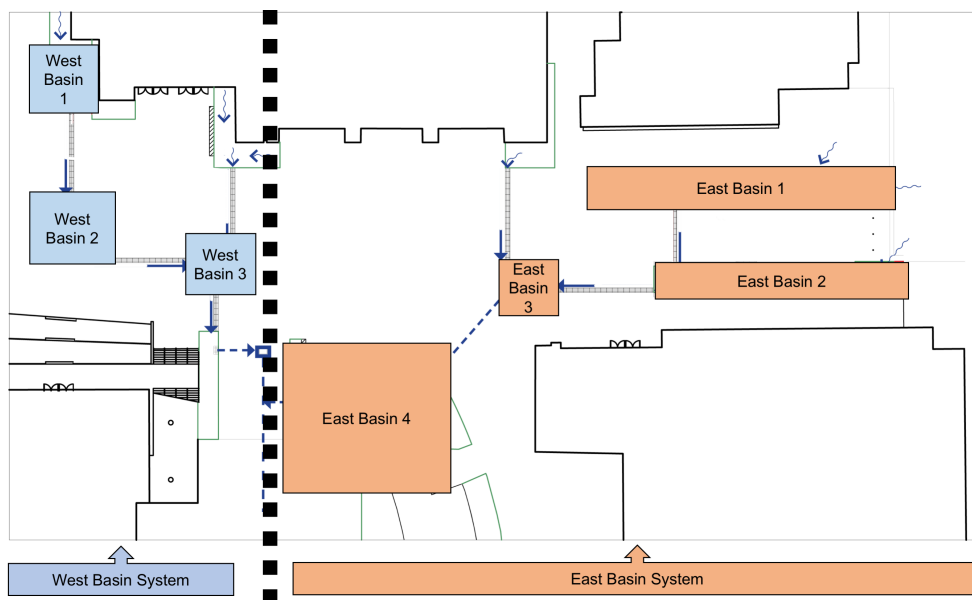 West
Basin
1
West
Basin 2
West
Basin 3
East Basin 1
East Basin 2
East
Basin
3
East Basin 4
West Basin System
East Basin System